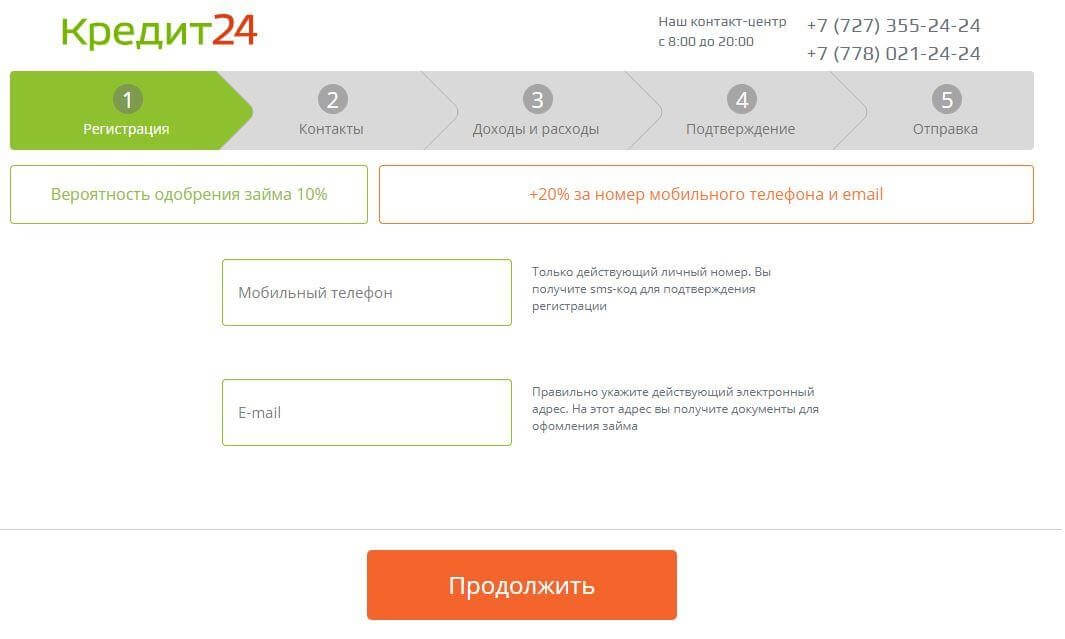 Кредит24
Наш контакт-центр
с 8:00 до 20:00
+7 (727) 355-24-24
+7 (778) 021-24-24
1
Регистрация
2
Контакты
3
Доходы и расходы
4
Подтверждение
5
Отправка
Вероятность одобрения займа 10%
+20% за номер мобильного телефона и email
Мобильный телефон
Только действующий личный номер. Вы
получите sms-код для подтверждения
регистрации
E-mail
Правильно укажите действующий электронный
адрес. На этот адрес вы получите документы для
офомления займа
Продолжить